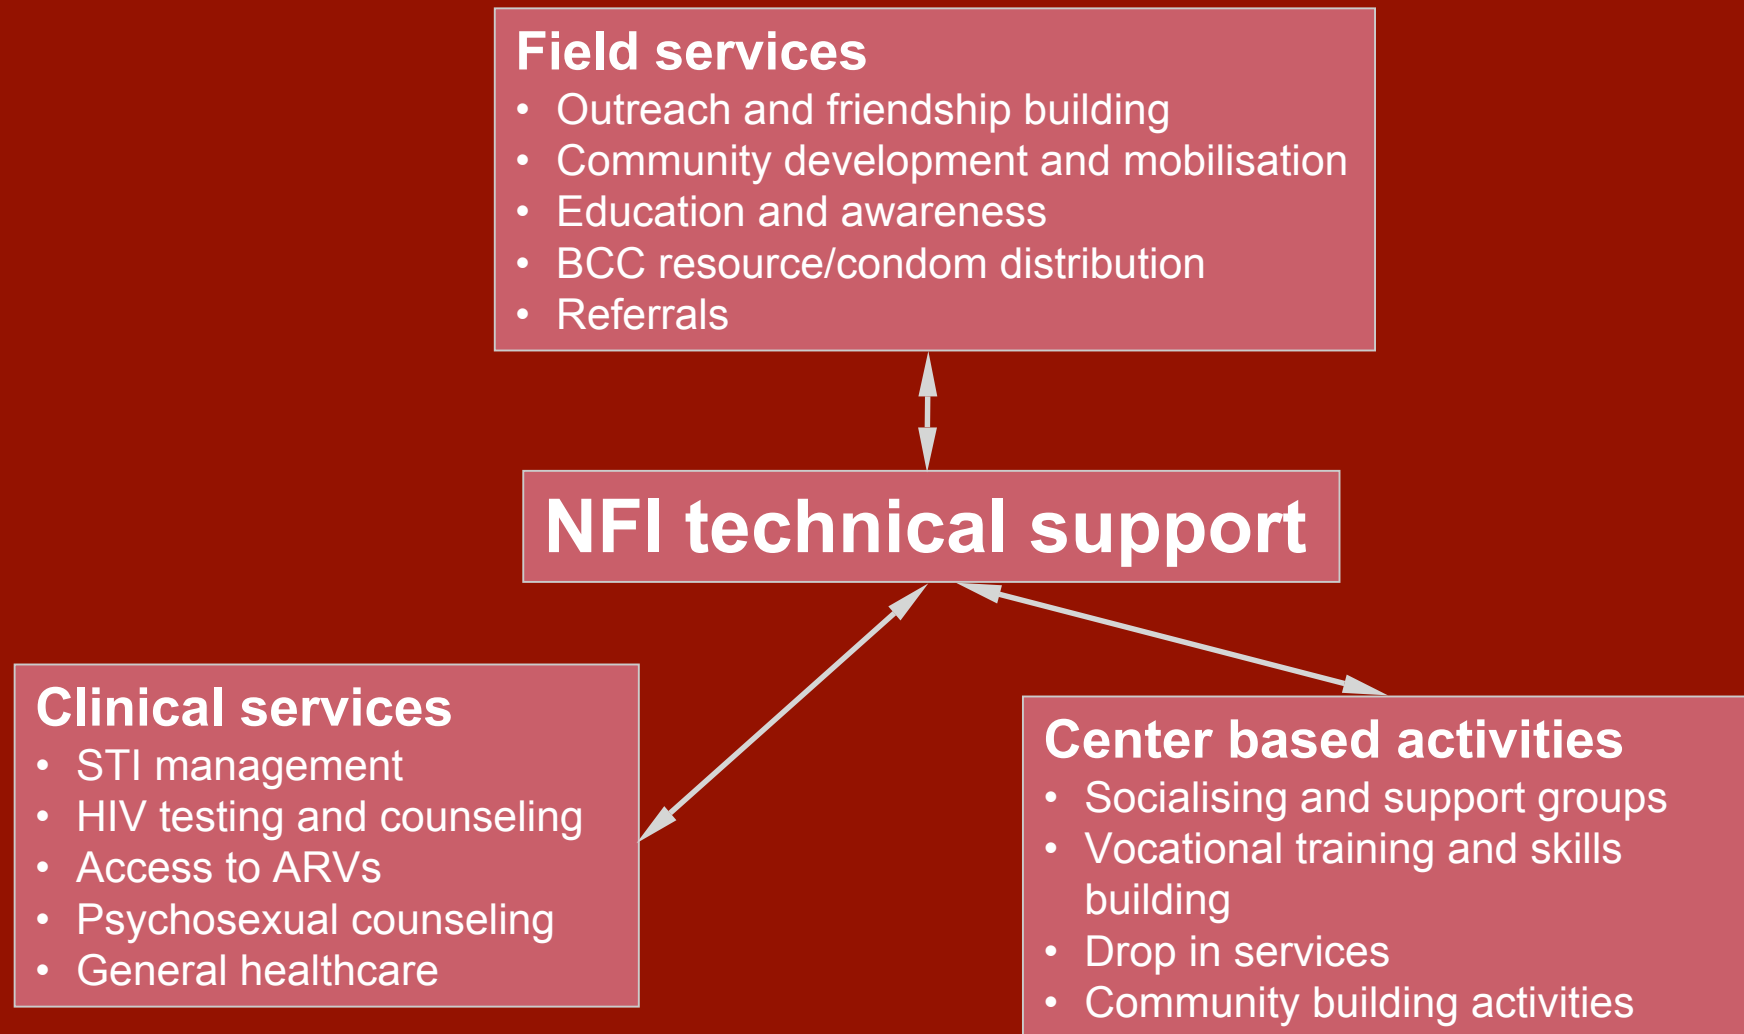 Field services
• Outreach and friendship building
• Community development and mobilisation
• Education and awareness
• BCC resource/condom distribution
• Referrals
NFI technical support
Clinical services
• STI management
• HIV testing and counseling
• Access to ARVs
• Psychosexual counseling
• General healthcare
Center based activities
• Socialising and support groups
• Vocational training and skills
building
• Drop in services
• Community building activities